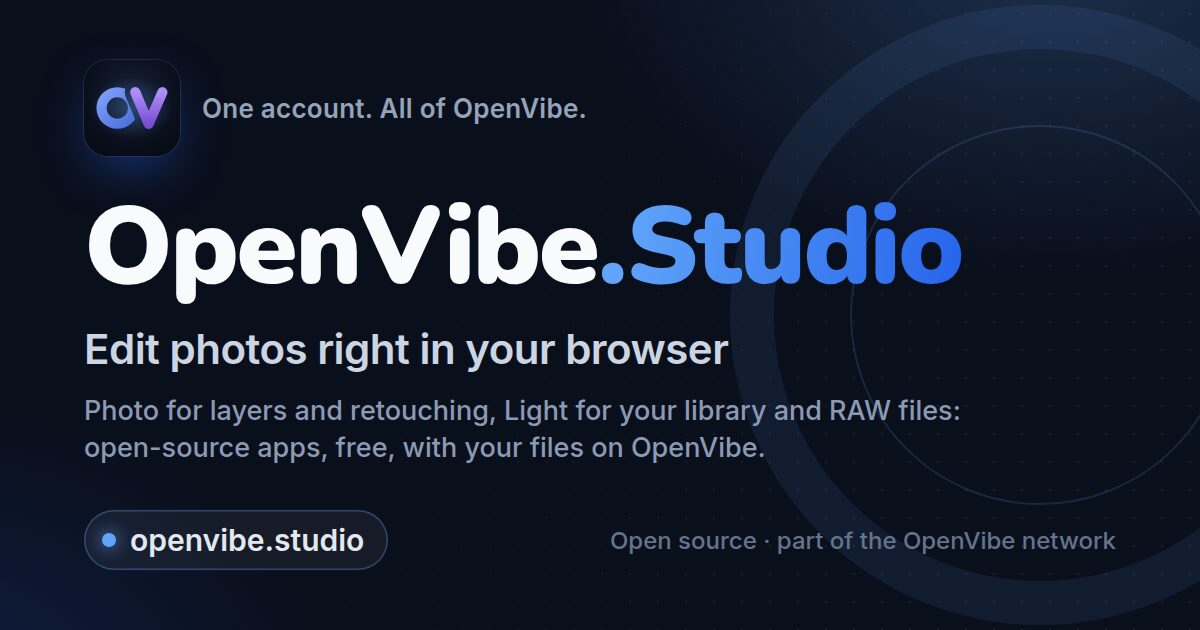 OV
One account. All of OpenVibe.
OpenVibe.Studio
Edit photos right in your browser
Photo for layers and retouching, Light for your library and RAW files:
open-source apps, free, with your files on OpenVibe.
openvibe.studio
Open source · part of the OpenVibe network